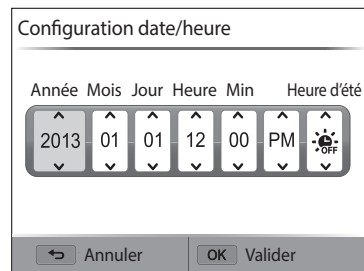 Configuration date/heure
Année Mois Jour Heure Min Heure d'été
2013 01 01 12 00 PM OFF
Annuler OK Valider